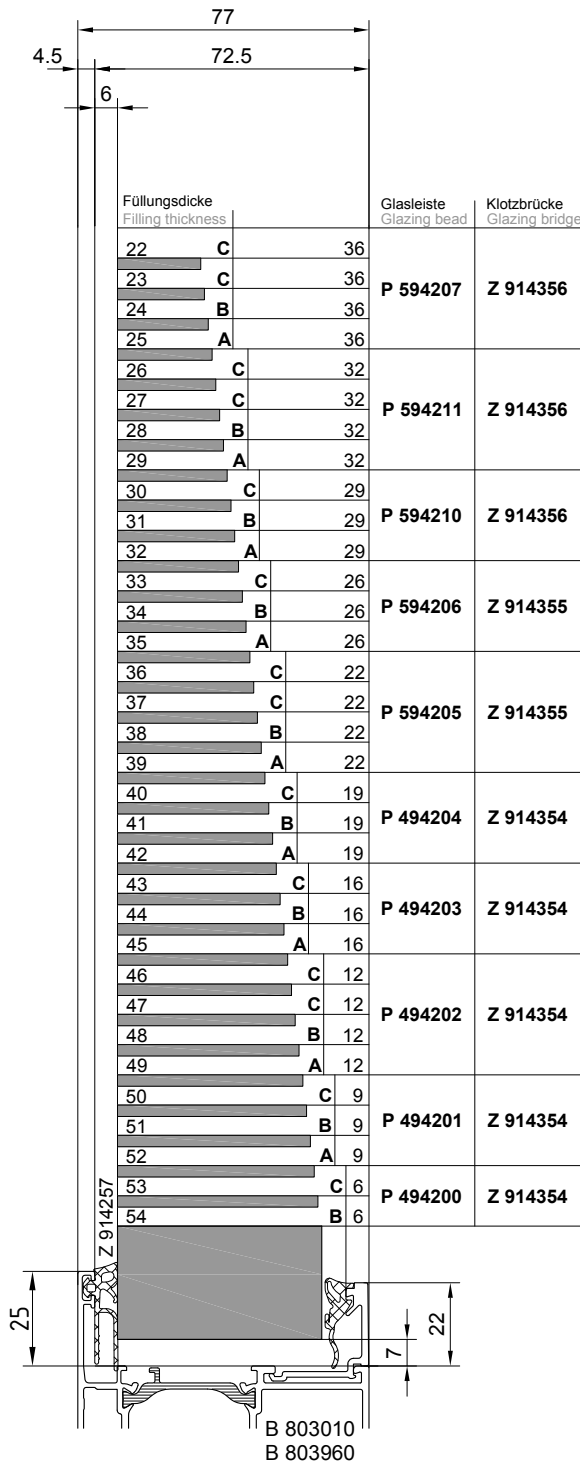 77
4.5 72.5
6
Füllungsdicke Glasleiste Klotzbrücke
Filling thickness Glazing bead Glazing bridge
22 C 36
23 C 36
24 B 36
25 A 36
P 594207 Z 914356
26 C 32
27 C 32
28 B 32
29 A 32
P 594211 Z 914356
30 C 29
31 B 29
32 A 29
P 594210 Z 914356
33 C 26
34 B 26
35 A 26
P 594206 Z 914355
36 C 22
37 C 22
38 B 22
39 A 22
P 594205 Z 914355
40 C 19
41 B 19
42 A 19
P 494204 Z 914354
43 C 16
44 B 16
45 A 16
P 494203 Z 914354
46 C 12
47 C 12
48 B 12
49 A 12
P 494202 Z 914354
50 C 9
51 B 9
52 A 9
P 494201 Z 914354
53 C 6
54 B 6
P 494200 Z 914354
Z 914257
25
22
7
B 803010
B 803960